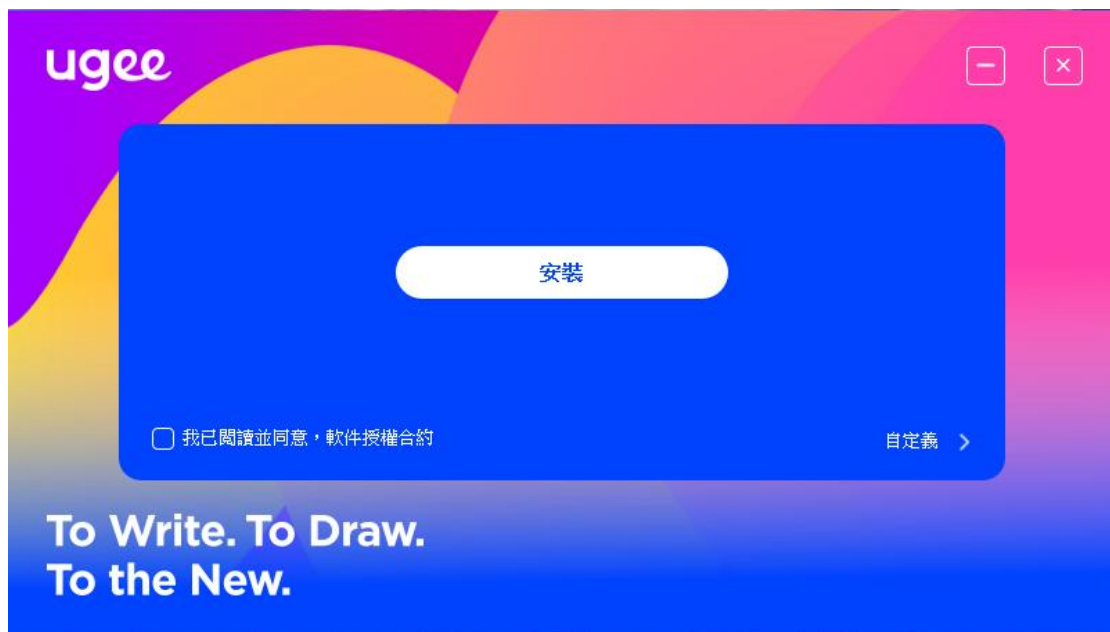 ugee
安裝
我已閱讀並同意，軟件授權合約
自定義
To Write. To Draw.
To the New.